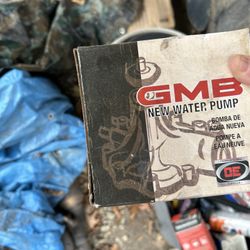 GMB
NEW WATER PUMP
BOMBA DE
AGUA NUEVA
POMPE A
EAU NEUVE
OE